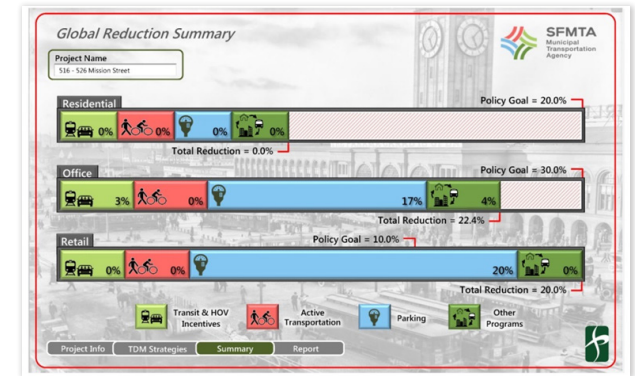 Global Reduction Summary
SFMTA
Municipal
Transportation
Agency
Project Name
516 - 526 Mission Street
Residential
Policy Goal = 20.0%
0%
0%
0%
0%
Total Reduction = 0.0%
Office
Policy Goal = 30.0%
3%
0%
17%
4%
Total Reduction = 22.4%
Retail
Policy Goal = 10.0%
0%
0%
20%
0%
Total Reduction = 20.0%
Transit & HOV
Incentives
Active
Transportation
Parking
Other
Programs
Project Info
TDM Strategies
Summary
Report